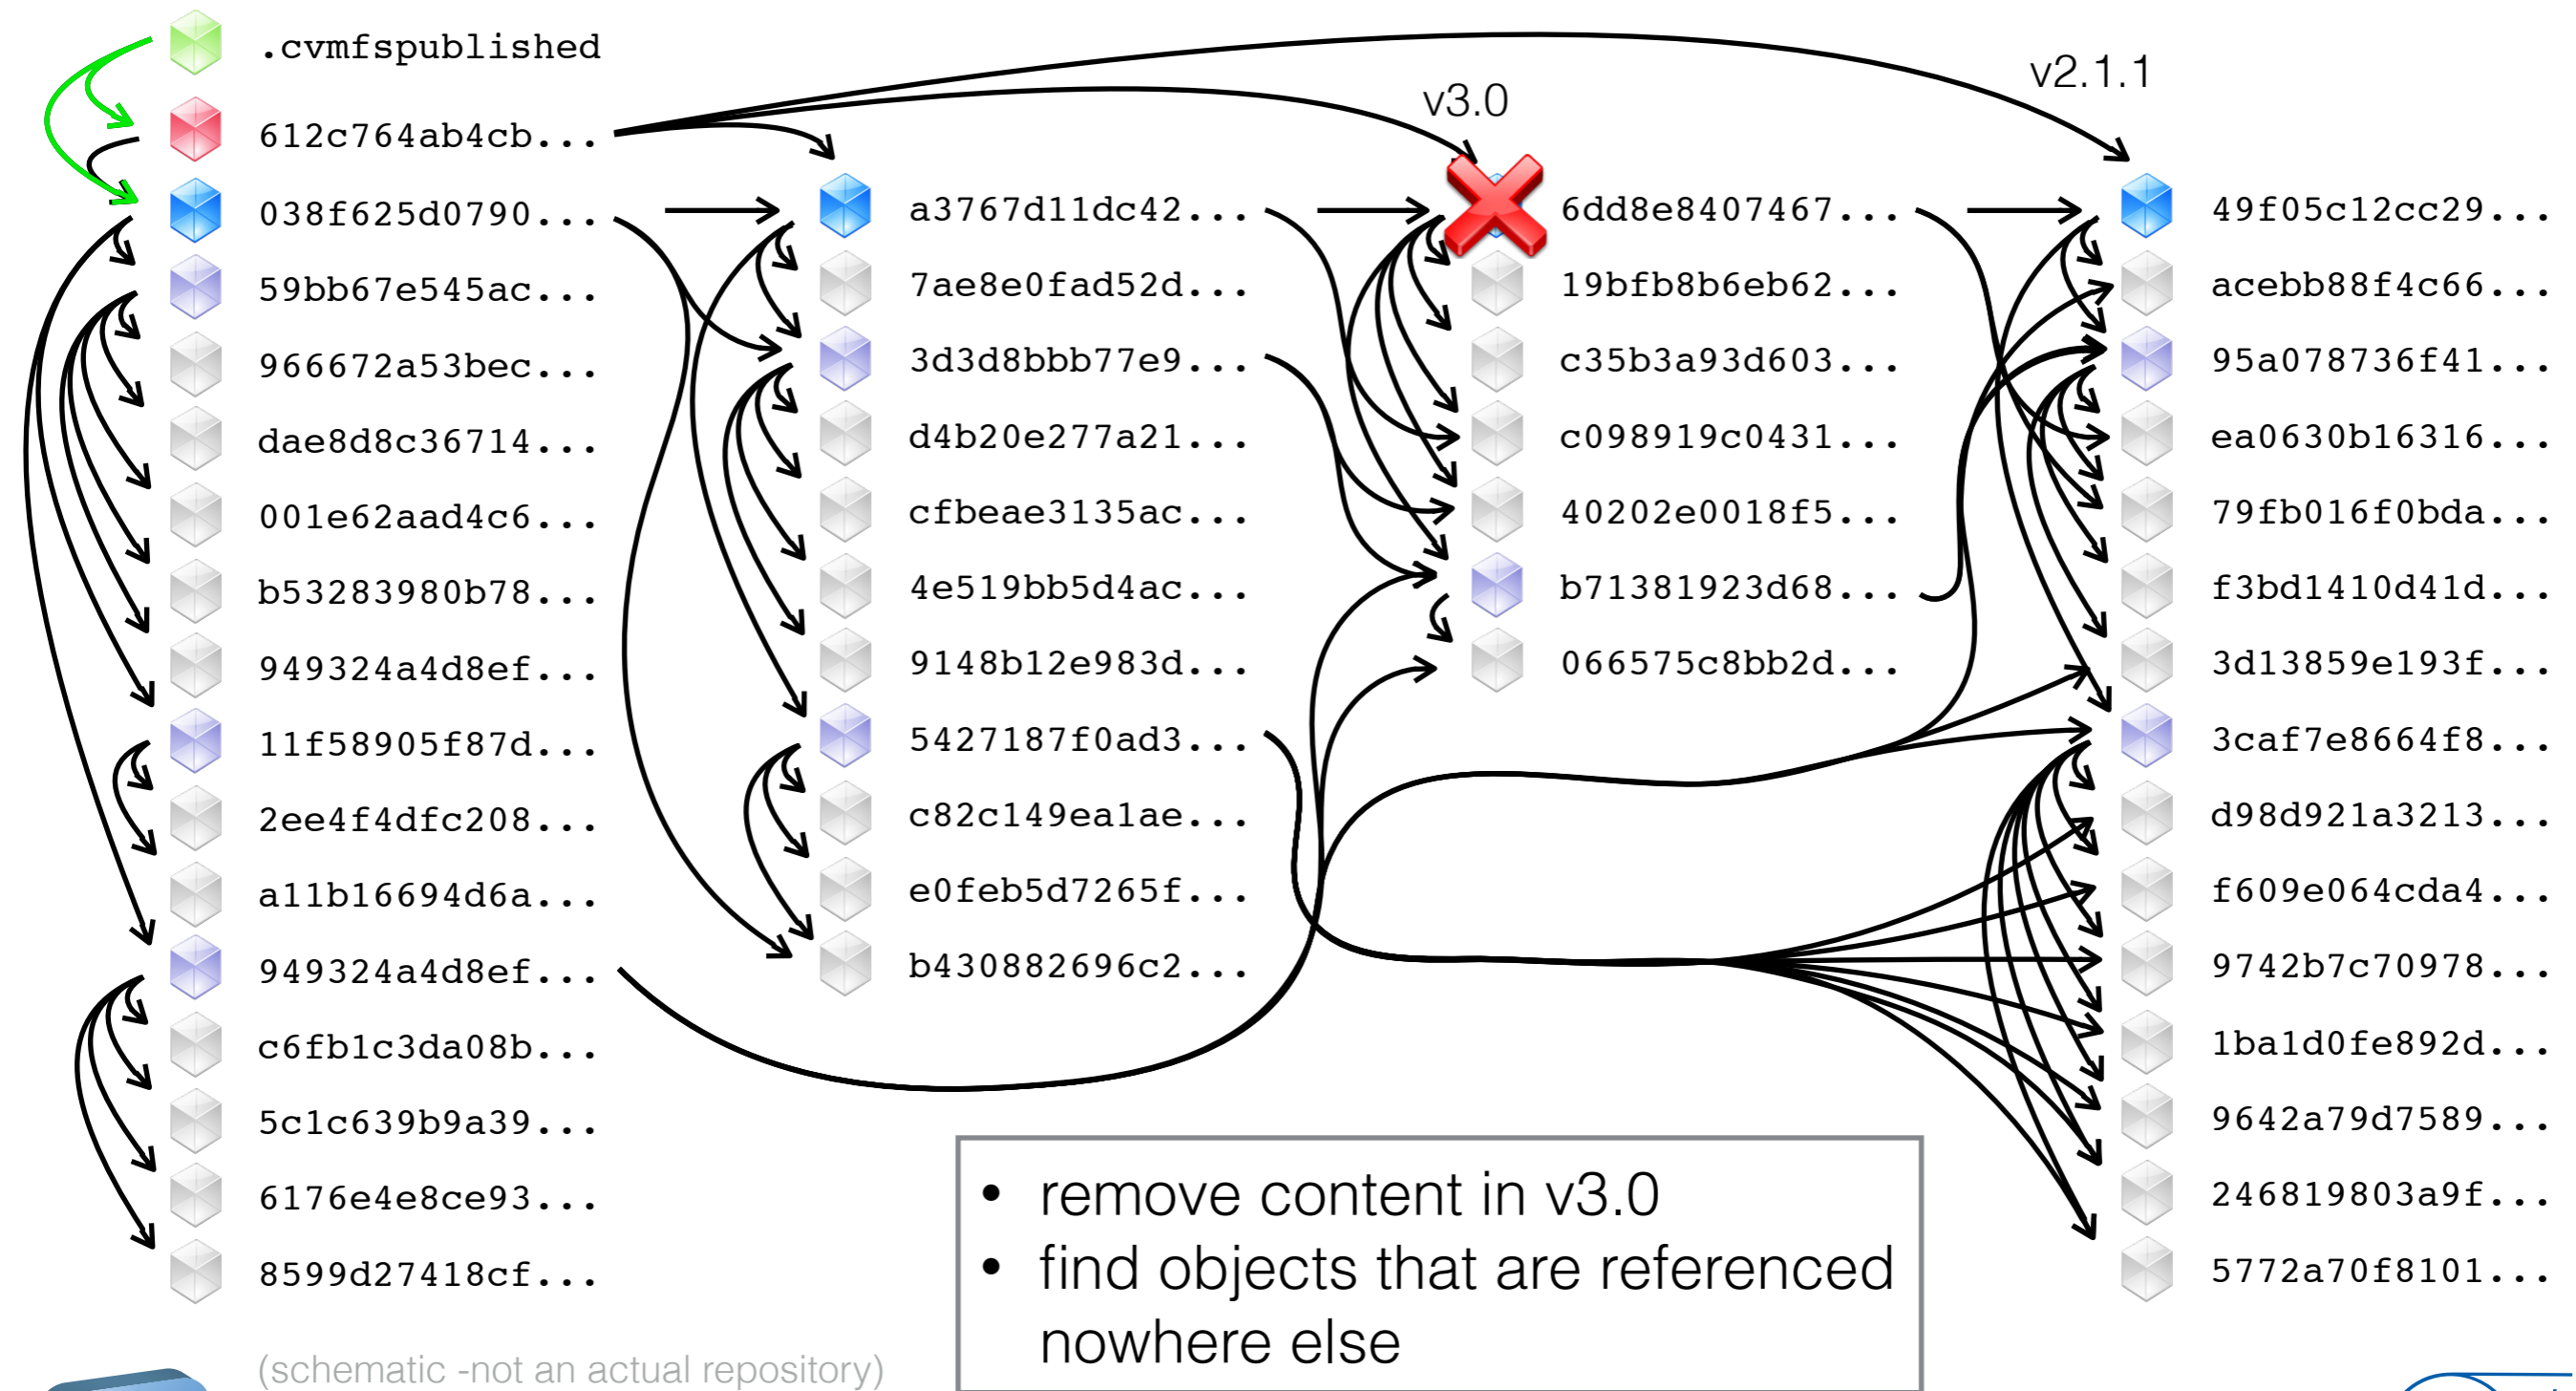 .cvmfspublished
612c764ab4cb...
038f625d0790...
59bb67e545ac...
966672a53bec...
dae8d8c36714...
001e62aad4c6...
b53283980b78...
949324a4d8ef...
11f58905f87d...
2ee4f4dfc208...
a11b16694d6a...
949324a4d8ef...
c6fb1c3da08b...
5c1c639b9a39...
6176e4e8ce93...
8599d27418cf...
a3767d11dc42...
7ae8e0fad52d...
3d3d8bbb77e9...
d4b20e277a21...
cfbeae3135ac...
4e519bb5d4ac...
9148b12e983d...
5427187f0ad3...
c82c149ea1ae...
e0feb5d7265f...
b430882696c2...
v3.0
6dd8e8407467...
19bfb8b6eb62...
c35b3a93d603...
c098919c0431...
40202e0018f5...
b71381923d68...
066575c8bb2d...
v2.1.1
49f05c12cc29...
acebb88f4c66...
95a078736f41...
ea0630b16316...
79fb016f0bda...
f3bd1410d41d...
3d13859e193f...
3caf7e8664f8...
d98d921a3213...
f609e064cda4...
9742b7c70978...
1ba1d0fe892d...
9642a79d7589...
246819803a9f...
5772a70f8101...
• remove content in v3.0
• find objects that are referenced
nowhere else
(schematic -not an actual repository)